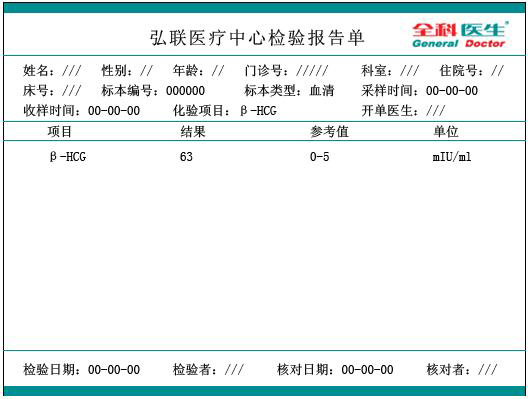 弘联医疗中心检验报告单
全科医生
General Doctor
姓名：/// 性别：// 年龄：// 门诊号：///// 科室：/// 住院号：//
床号：/// 标本编号：000000 标本类型：血清 采样时间：00-00-00
收样时间：00-00-00 化验项目：β-HCG 开单医生：///
项目 结果 参考值 单位
β-HCG 63 0-5 mIU/ml
检验日期：00-00-00 检验者：/// 核对日期：00-00-00 核对者：///